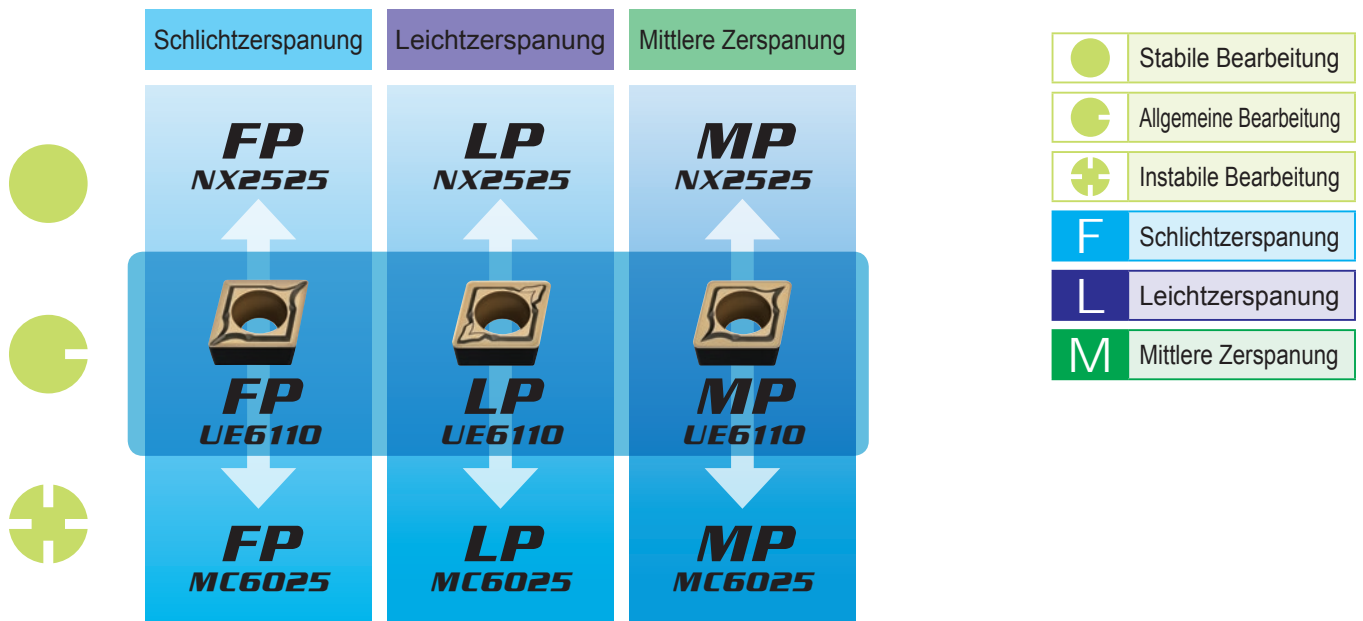 Schlichtzerspanung
Leichtzerspanung
Mittlere Zerspanung
FP
NX2525
LP
NX2525
MP
NX2525
FP
UE6110
LP
UE6110
MP
UE6110
FP
MC6025
LP
MC6025
MP
MC6025
Stabile Bearbeitung
Allgemeine Bearbeitung
Instabile Bearbeitung
F Schlichtzerspanung
L Leichtzerspanung
M Mittlere Zerspanung